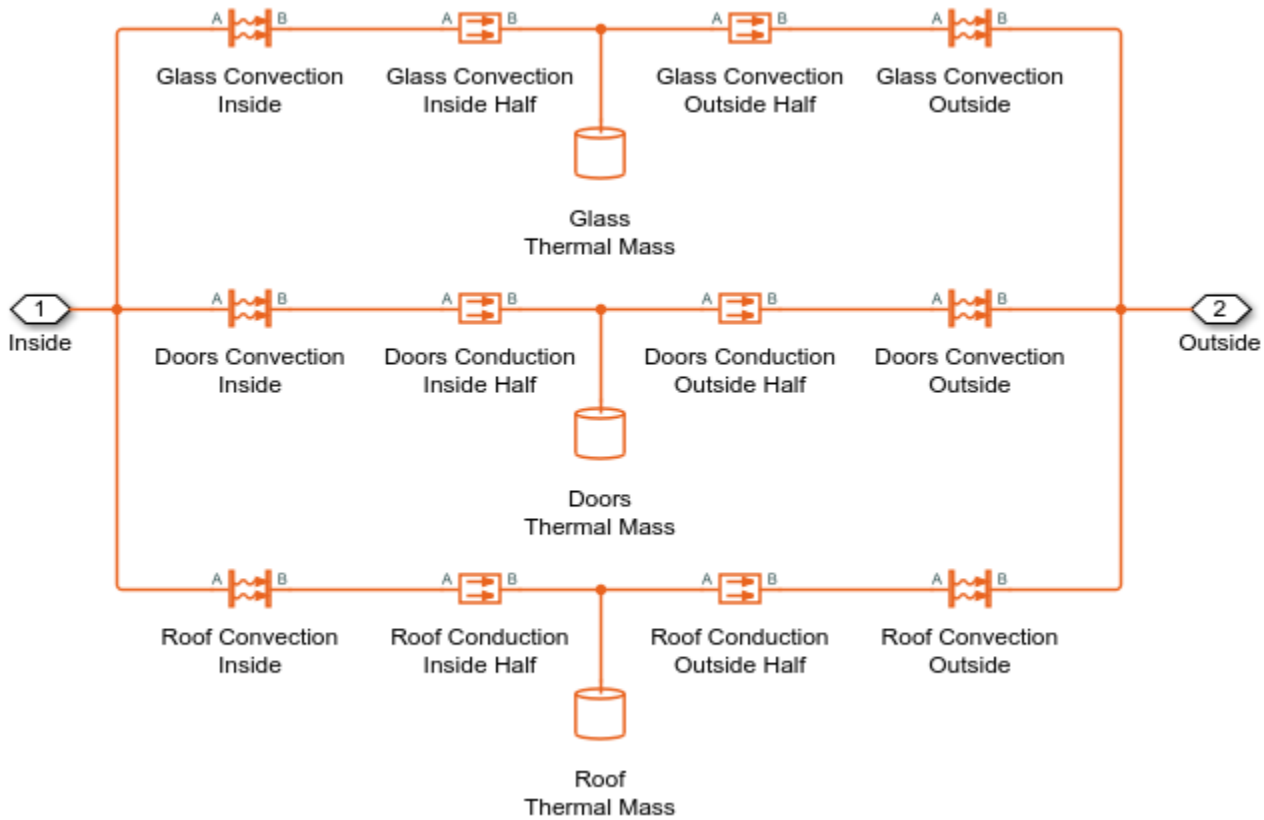 A B A B A B A B
Glass Convection Glass Convection Glass Convection Glass Convection
Inside Inside Half Outside Half Outside
Glass
Thermal Mass
A B A B A B A B
1 2
Inside Outside
Doors Convection Doors Conduction Doors Conduction Doors Convection
Inside Inside Half Outside Half Outside
Doors
Thermal Mass
A B A B A B A B
Roof Convection Roof Conduction Roof Conduction Roof Convection
Inside Inside Half Outside Half Outside
Roof
Thermal Mass